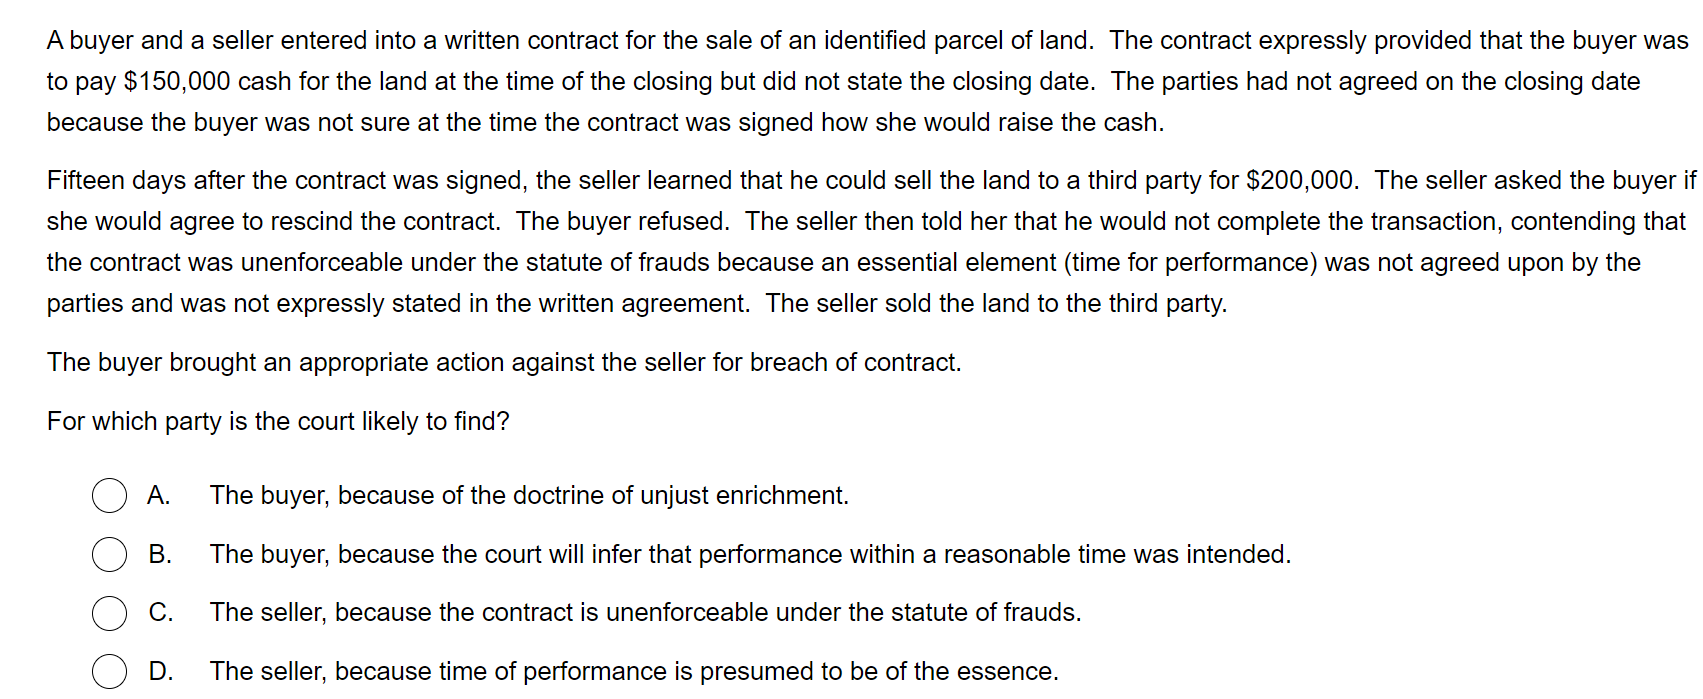 A buyer and a seller entered into a written contract for the sale of an identified parcel of land.  The contract expressly provided that the buyer was
to pay $150,000 cash for the land at the time of the closing but did not state the closing date.  The parties had not agreed on the closing date
because the buyer was not sure at the time the contract was signed how she would raise the cash.
Fifteen days after the contract was signed, the seller learned that he could sell the land to a third party for $200,000.  The seller asked the buyer if
she would agree to rescind the contract.  The buyer refused.  The seller then told her that he would not complete the transaction, contending that
the contract was unenforceable under the statute of frauds because an essential element (time for performance) was not agreed upon by the
parties and was not expressly stated in the written agreement.  The seller sold the land to the third party.
The buyer brought an appropriate action against the seller for breach of contract.
For which party is the court likely to find?
A. The buyer, because of the doctrine of unjust enrichment.
B. The buyer, because the court will infer that performance within a reasonable time was intended.
C. The seller, because the contract is unenforceable under the statute of frauds.
D. The seller, because time of performance is presumed to be of the essence.